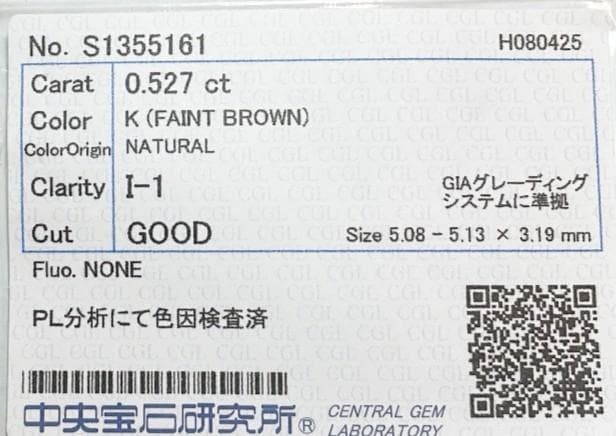 No. S1355161
H080425
Carat 0.527 ct
Color K (FAINT BROWN)
ColorOrigin NATURAL
Clarity I-1
GIAグレーディング
システムに準拠
Cut GOOD
Size 5.08 - 5.13 × 3.19 mm
Fluo. NONE
PL分析にて色因検査済
中央宝石研究所® CENTRAL GEM
LABORATORY